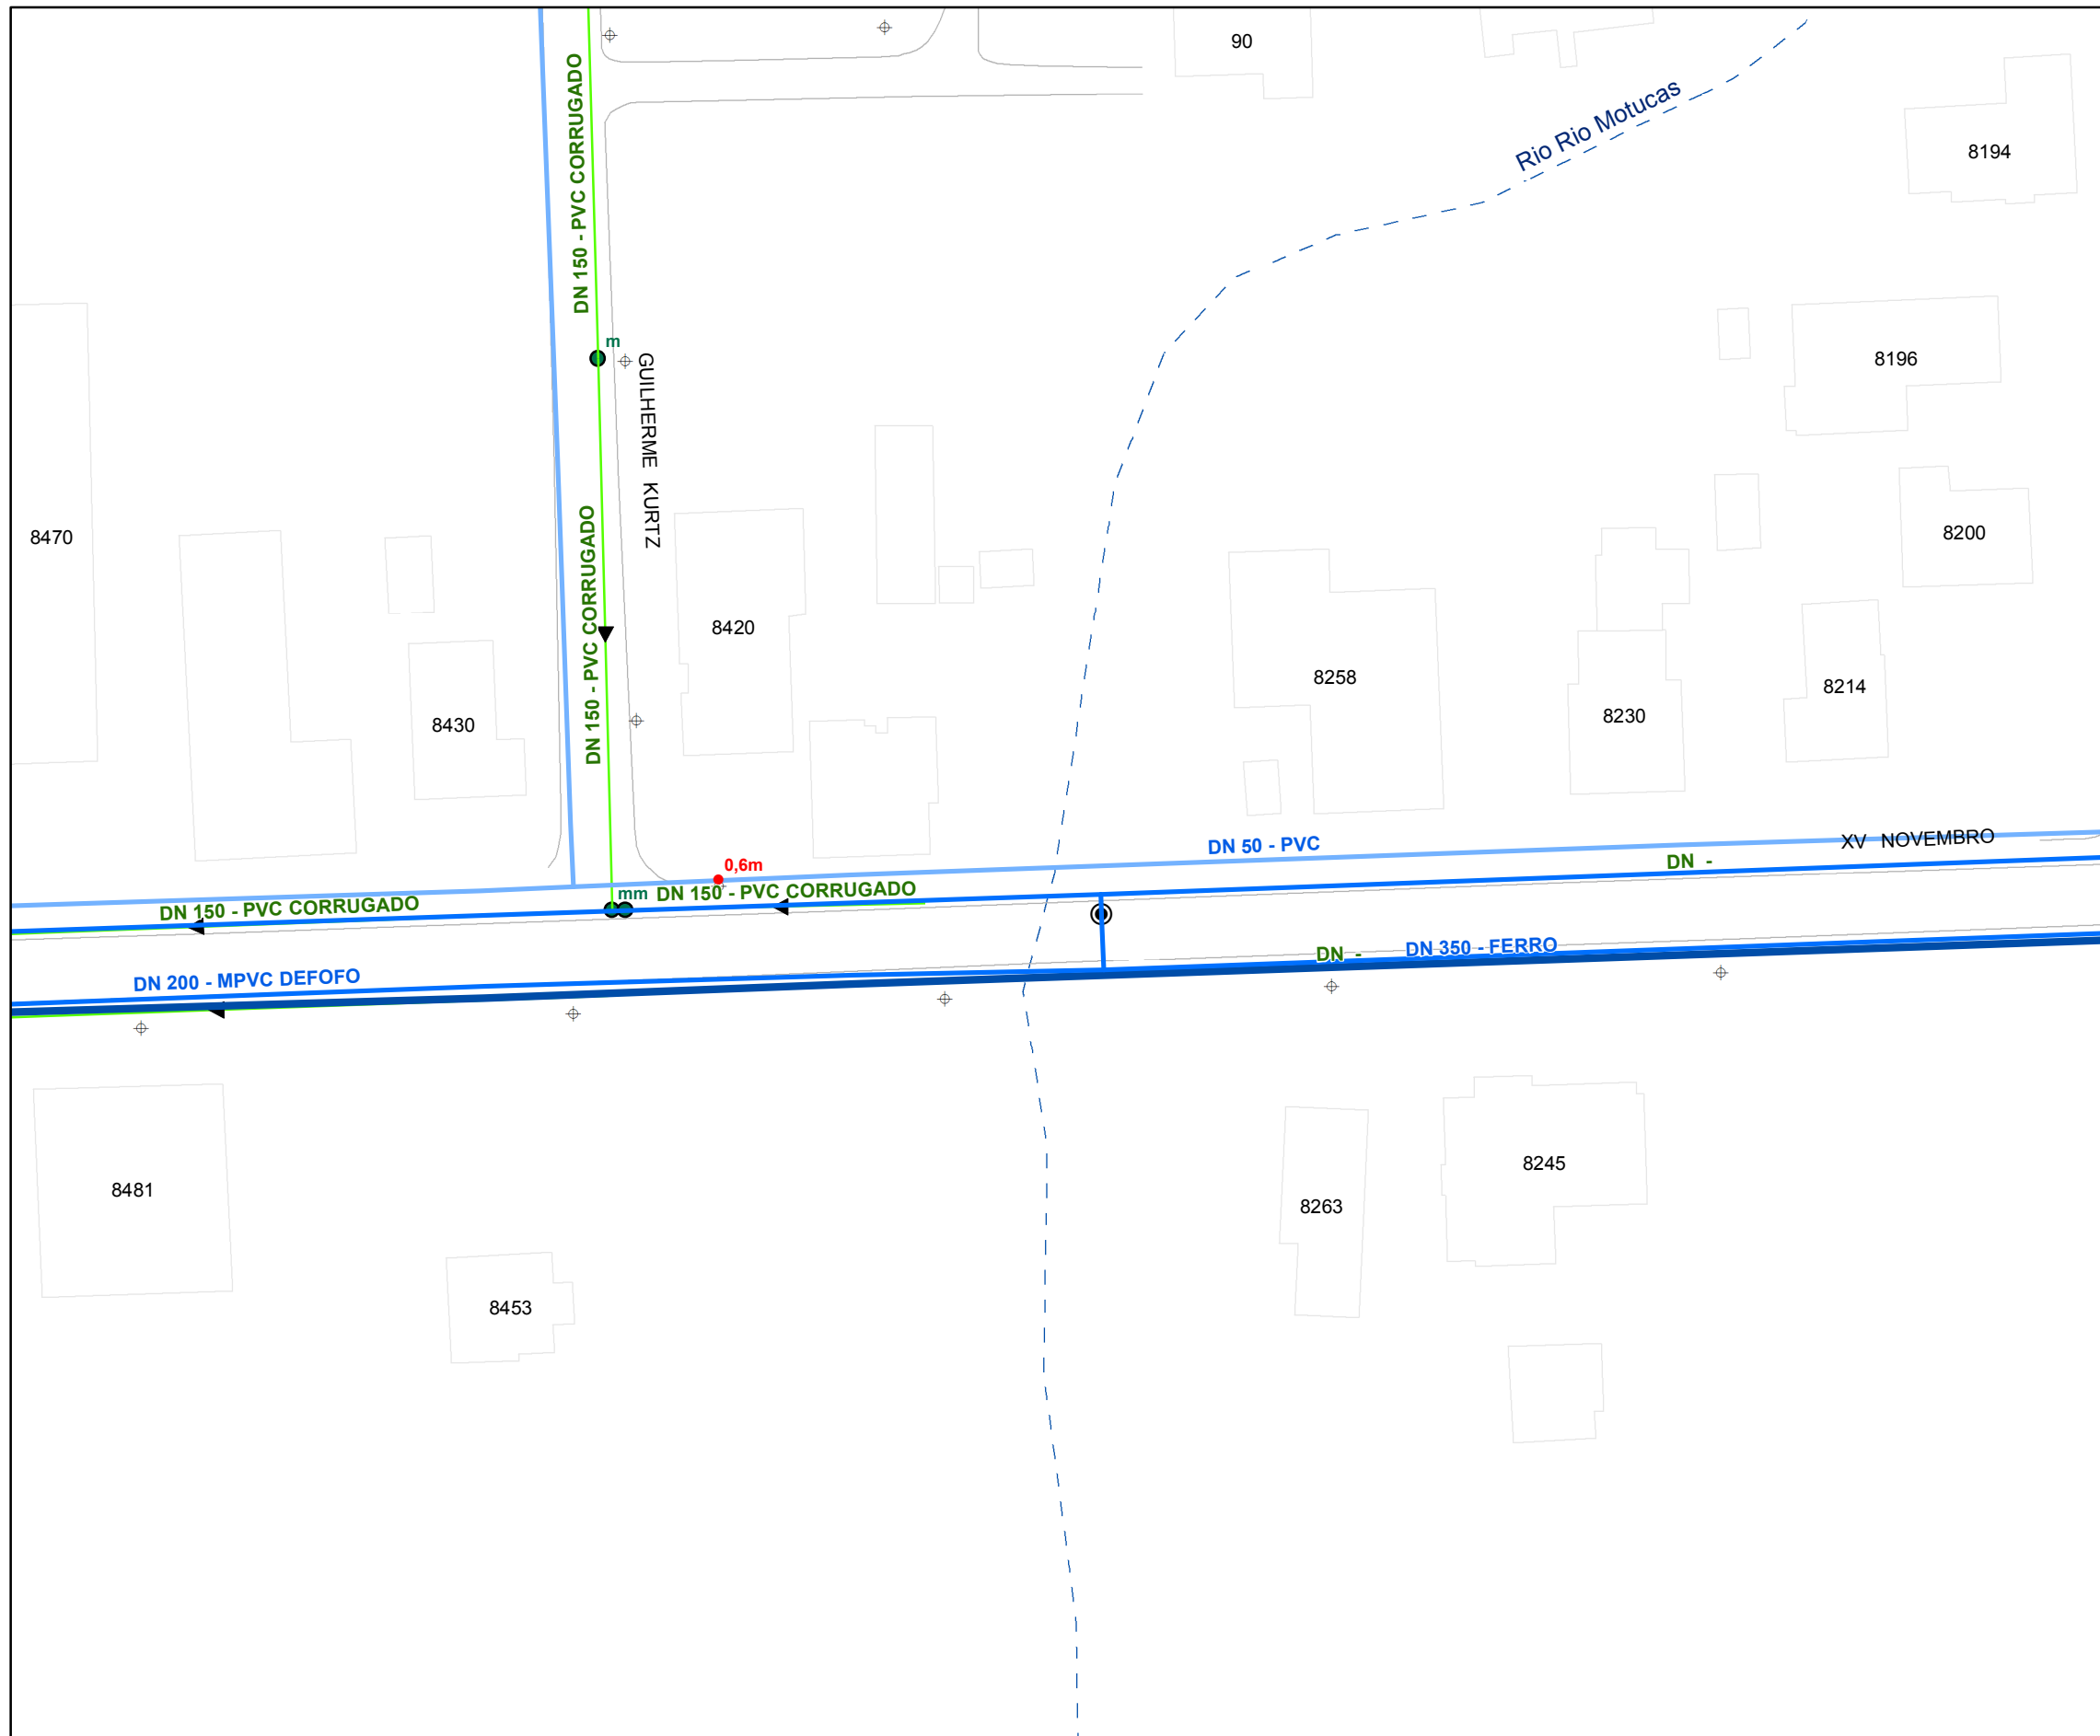 90
DN 150 - PVC CORRUGADO
Rio Rio Motucas
8194
m
GUILHERME KURTZ
8196
8470
8200
DN 150 - PVC CORRUGADO
8420
8258
8214
8230
8430
XV NOVEMBRO
DN 50 - PVC
DN -
0,6m
mm
DN 150 - PVC CORRUGADO
DN 150 - PVC CORRUGADO
DN -
DN 350 - FERRO
DN 200 - MPVC DEFOFO
8245
8481
8263
8453